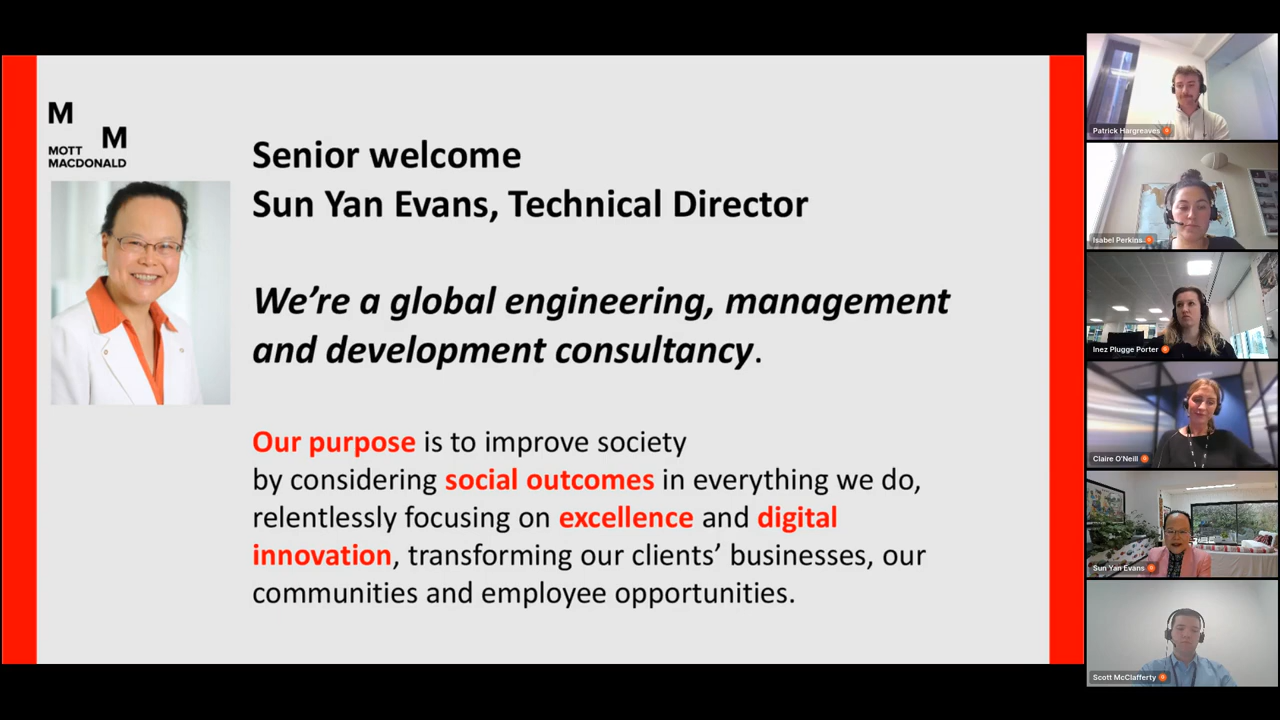 M
M
MOTT
MACDONALD
Senior welcome
Sun Yan Evans, Technical Director
We’re a global engineering, management
and development consultancy.
Our purpose is to improve society
by considering social outcomes in everything we do,
relentlessly focusing on excellence and digital
innovation, transforming our clients’ businesses, our
communities and employee opportunities.
Patrick Hargreaves
Isabel Perkins
Inez Plugge Porter
Claire O'Neill
Sun Yan Evans
Scott McClafferty